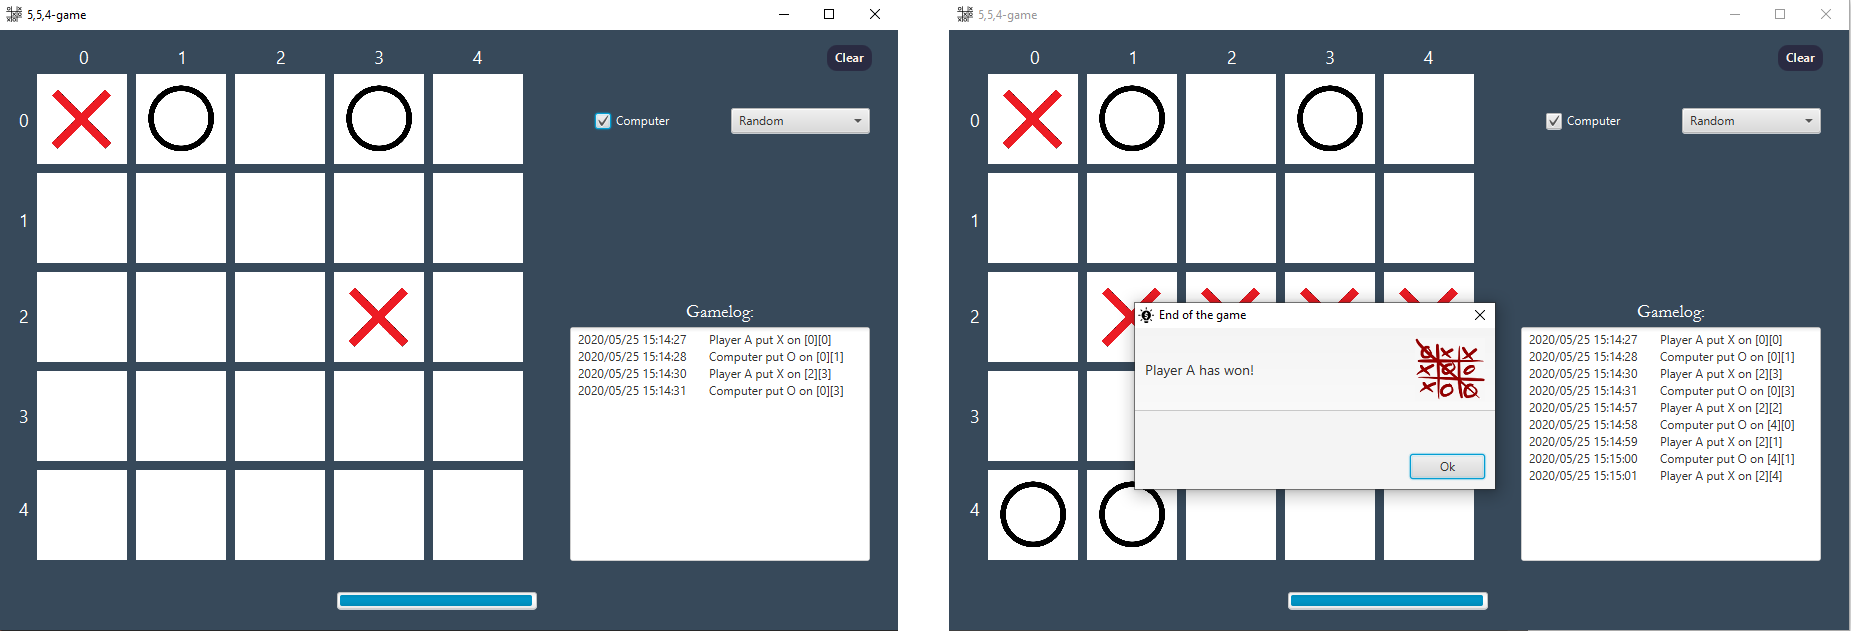 5,5,4-game
0 1 2 3 4
Clear
0
Computer Random
1
2
Gamelog:
2020/05/25 15:14:27 Player A put X on [0][0]
2020/05/25 15:14:28 Computer put O on [0][1]
2020/05/25 15:14:30 Player A put X on [2][3]
2020/05/25 15:14:31 Computer put O on [0][3]
3
4
5,5,4-game
0 1 2 3 4
Clear
0
Computer Random
1
2
End of the game
Player A has won!
Ok
Gamelog:
2020/05/25 15:14:27 Player A put X on [0][0]
2020/05/25 15:14:28 Computer put O on [0][1]
2020/05/25 15:14:30 Player A put X on [2][3]
2020/05/25 15:14:31 Computer put O on [0][3]
2020/05/25 15:14:57 Player A put X on [2][2]
2020/05/25 15:14:58 Computer put O on [4][0]
2020/05/25 15:14:59 Player A put X on [2][1]
2020/05/25 15:15:00 Computer put O on [4][1]
2020/05/25 15:15:01 Player A put X on [2][4]
3
4